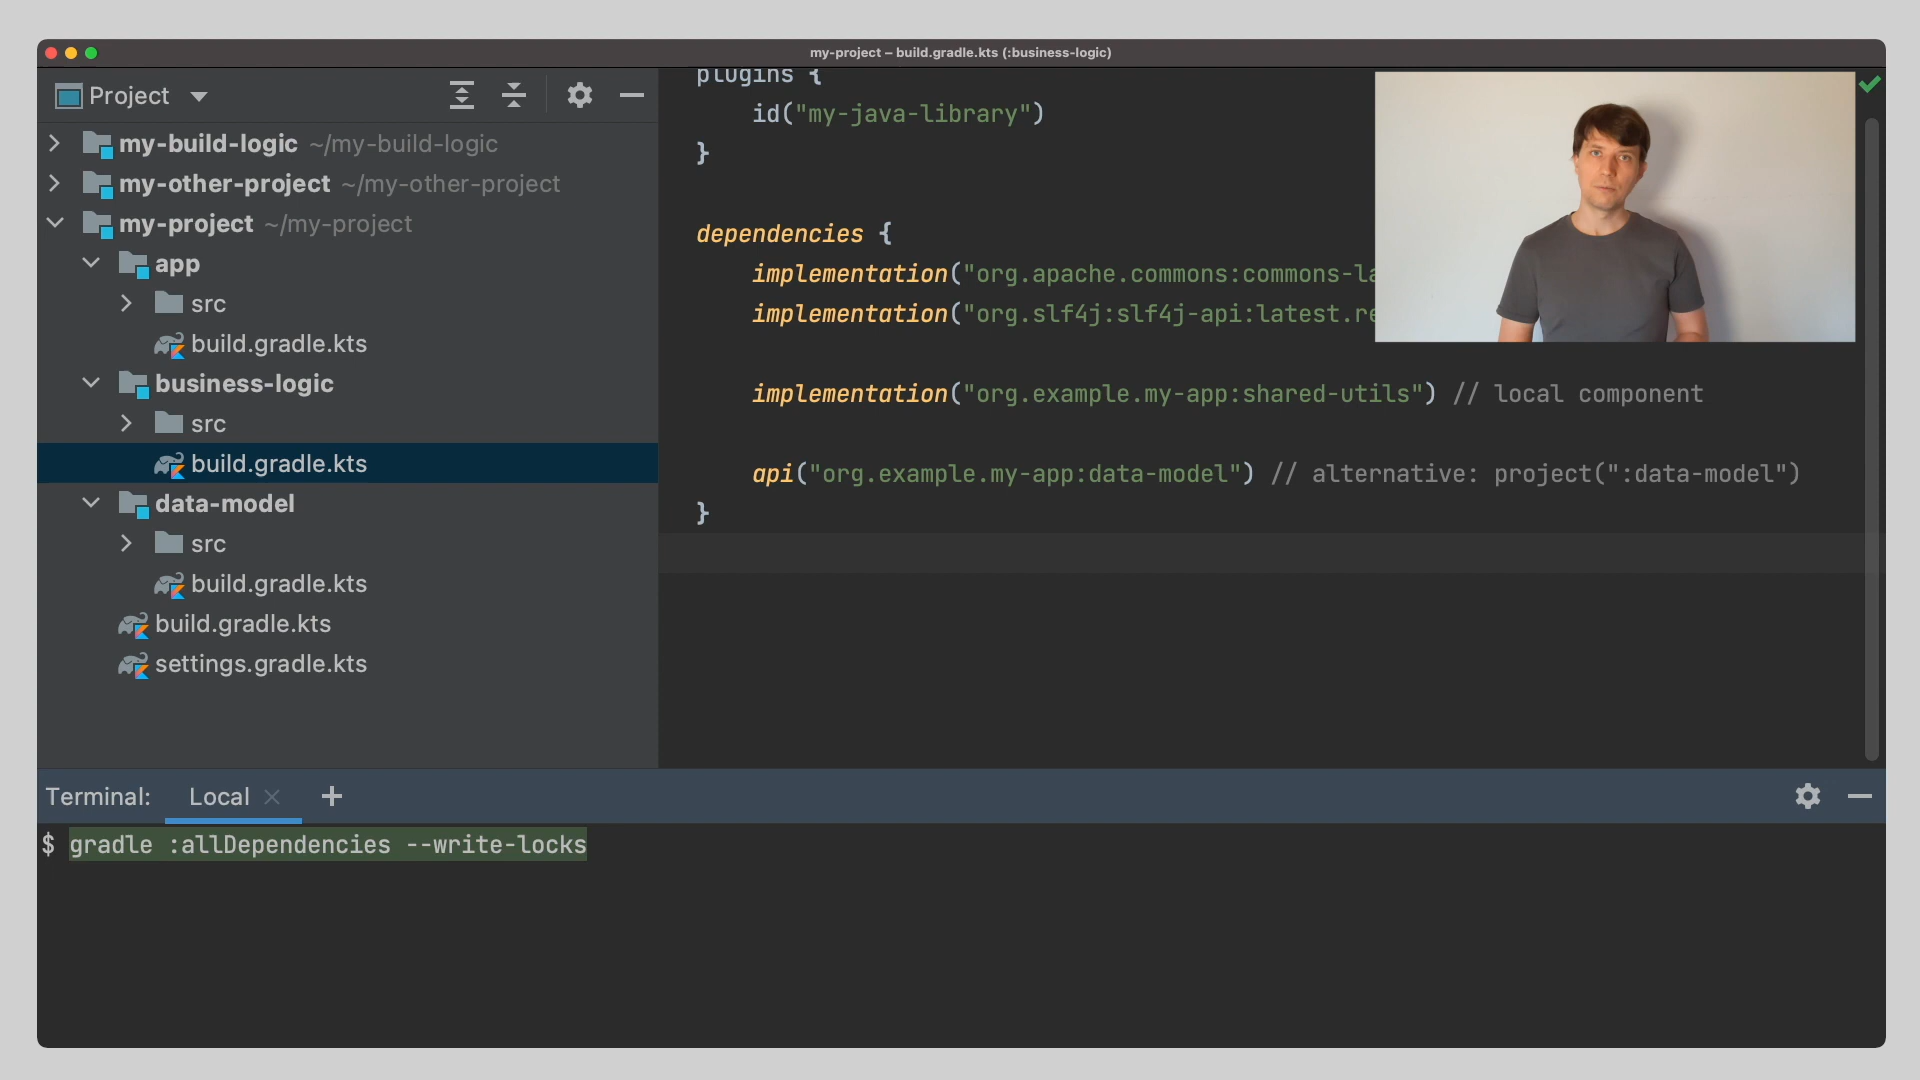 my-project – build.gradle.kts (:business-logic)
Project
my-build-logic ~/my-build-logic
my-other-project ~/my-other-project
my-project ~/my-project
app
src
build.gradle.kts
business-logic
src
build.gradle.kts
data-model
src
build.gradle.kts
build.gradle.kts
settings.gradle.kts
plugins {
id("my-java-library")
}
dependencies {
implementation("org.apache.commons:commons-la
implementation("org.slf4j:slf4j-api:latest.re
implementation("org.example.my-app:shared-utils") // local component
api("org.example.my-app:data-model") // alternative: project(":data-model")
}
Terminal: Local
$ gradle :allDependencies --write-locks